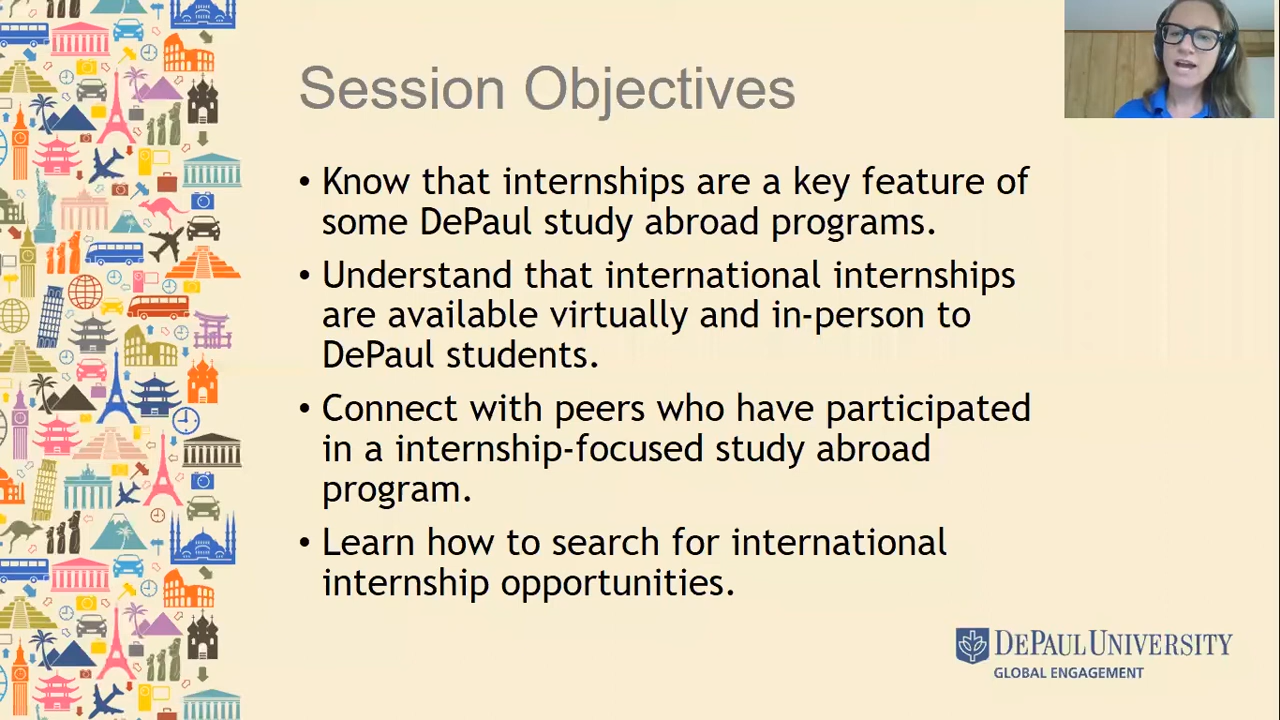 Session Objectives
• Know that internships are a key feature of
some DePaul study abroad programs.
• Understand that international internships
are available virtually and in-person to
DePaul students.
• Connect with peers who have participated
in a internship-focused study abroad
program.
• Learn how to search for international
internship opportunities.
DEPAUL UNIVERSITY
GLOBAL ENGAGEMENT